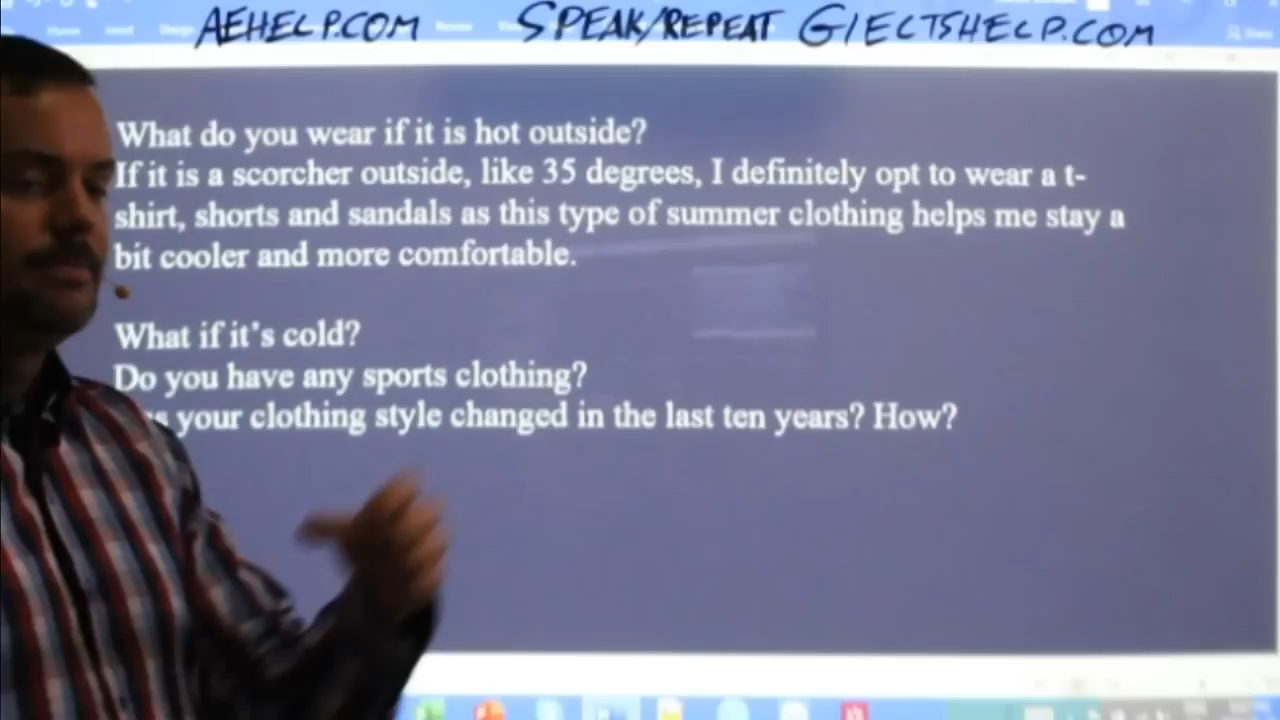 AEHELP.COM SPEAK/REPEAT GIELTSHELP.COM
What do you wear if it is hot outside?
If it is a scorcher outside, like 35 degrees, I definitely opt to wear a t-
shirt, shorts and sandals as this type of summer clothing helps me stay a
bit cooler and more comfortable.
What if it's cold?
Do you have any sports clothing?
your clothing style changed in the last ten years? How?